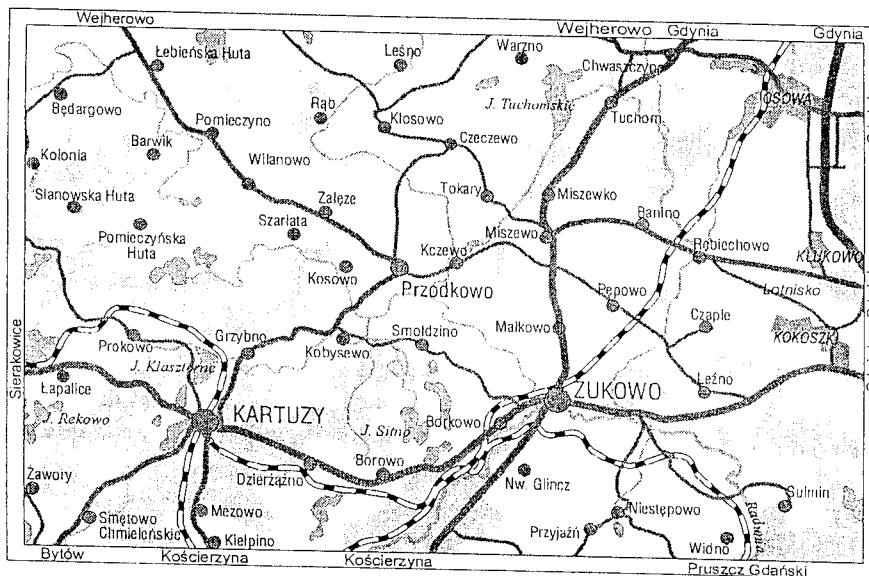 Wejherowo
Wejherowo
Gdynia
Gdynia
Łebieńska Huta
Leśno
Warzno
Chwaszczyno
Będargowo
Rąb
J. Tuchomskie
OSOWA
Pomieczyno
Kłosowo
Tuchom
Barwik
Czeczewo
Kolonia
Wilanowo
Sianowska Huta
Załęże
Tokary
Miszewko
Szarłata
Banino
Pomieczyńska
Huta
Miszewo
Kczewo
Rębiechowo
KLUKOWO
Kosowo
Przodkowo
Lotnisko
Pępowo
Czaple
Prokowo
Grzybno
Kobysewo
Smołdzino
Małkowo
KOKOSZKI
Sierakowice
J. Klasztorne
Łapalice
Leźno
ŻUKOWO
J. Rekowo
KARTUZY
J. Sitno
Borkowo
Zawory
Dzierżążno
Borowo
Nw. Glincz
Sulmin
Smętowo
Chmieleńskie
Mezowo
Niestępowo
Radunia
Kiełpino
Przyjaźń
Widno
Bytów
Kościerzyna
Kościerzyna
Pruszcz Gdański